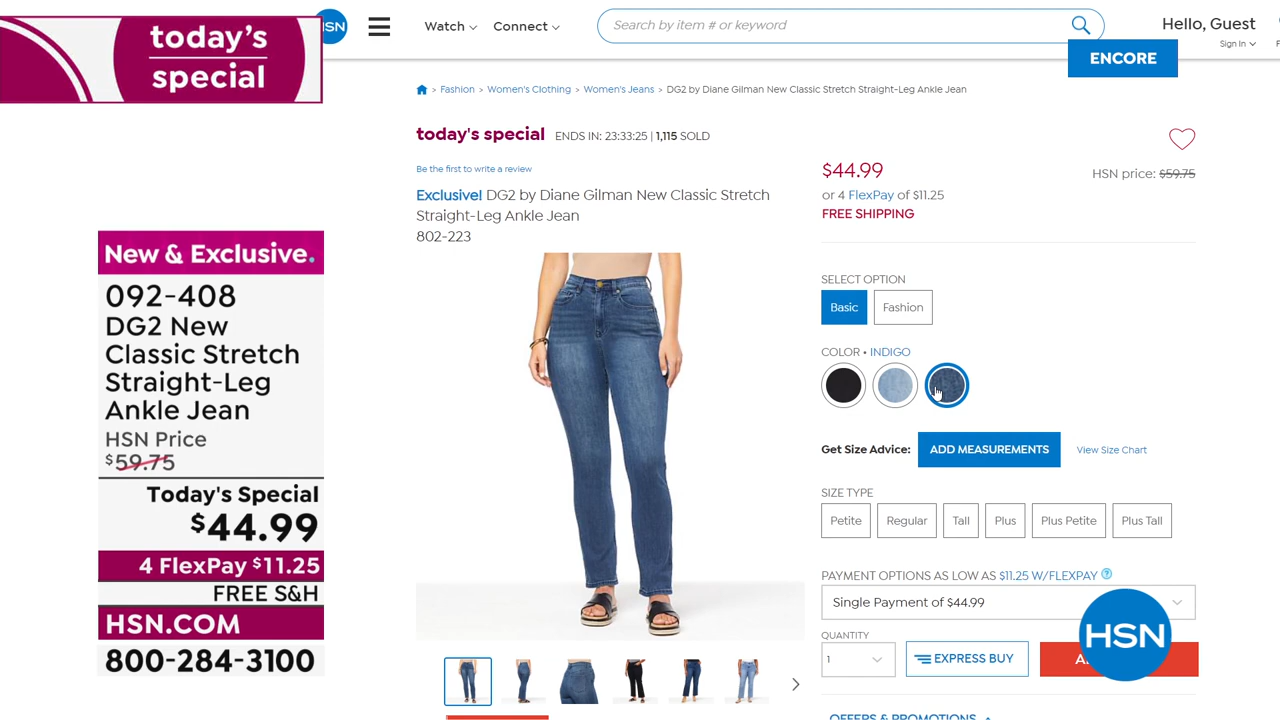 today's
special
HSN
Watch
Connect
Search by item # or keyword
Hello, Guest
Sign In
ENCORE
Fashion > Women's Clothing > Women's Jeans > DG2 by Diane Gilman New Classic Stretch Straight-Leg Ankle Jean
today's special ENDS IN: 23:33:25 | 1,115 SOLD
Be the first to write a review
Exclusive! DG2 by Diane Gilman New Classic Stretch
Straight-Leg Ankle Jean
802-223
$44.99
HSN price: $59.75
or 4 FlexPay of $11.25
FREE SHIPPING
SELECT OPTION
Basic
Fashion
COLOR • INDIGO
Get Size Advice:
ADD MEASUREMENTS
View Size Chart
SIZE TYPE
Petite
Regular
Tall
Plus
Plus Petite
Plus Tall
PAYMENT OPTIONS AS LOW AS $11.25 W/FLEXPAY ?
Single Payment of $44.99
QUANTITY
1
EXPRESS BUY
HSN
OFFERS & PROMOTIONS
New & Exclusive.
092-408
DG2 New
Classic Stretch
Straight-Leg
Ankle Jean
HSN Price
$59.75
Today's Special
$44.99
4 FlexPay $11.25
FREE S&H
HSN.COM
800-284-3100